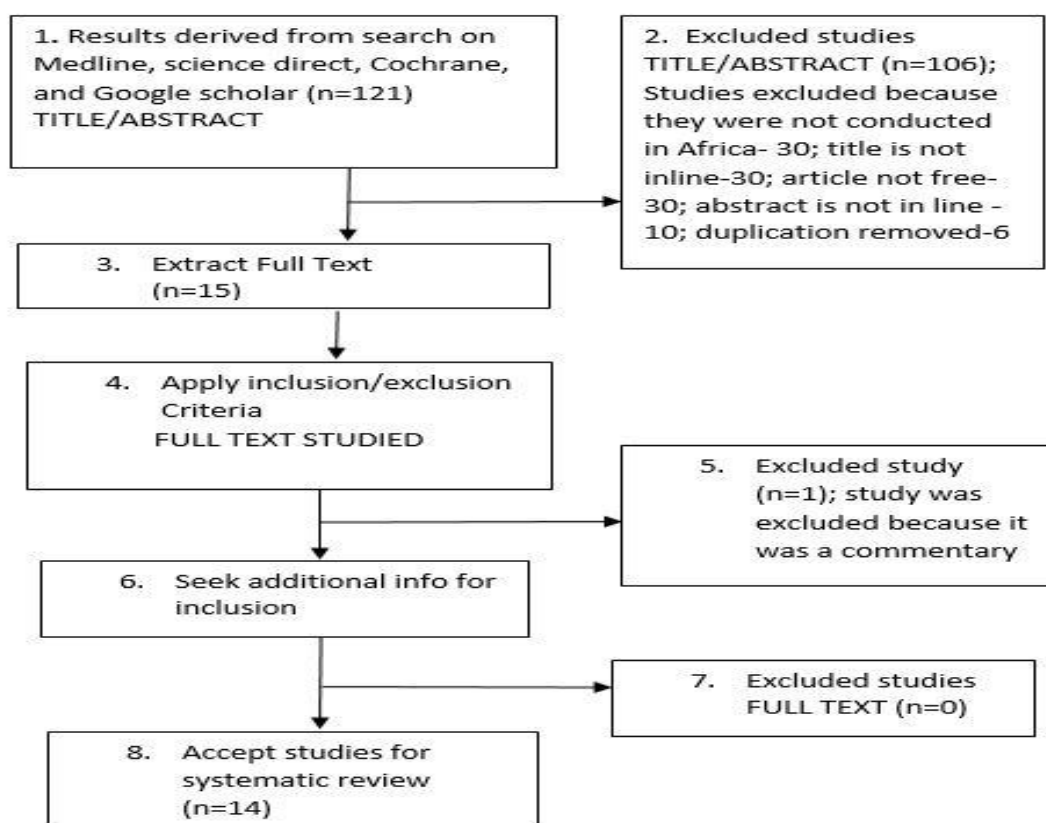 1. Results derived from search on
Medline, science direct, Cochrane,
and Google scholar (n=121)
TITLE/ABSTRACT
2. Excluded studies
TITLE/ABSTRACT (n=106);
Studies excluded because
they were not conducted
in Africa- 30; title is not
inline-30; article not free-
30; abstract is not in line -
10; duplication removed-6
3. Extract Full Text
(n=15)
4. Apply inclusion/exclusion
Criteria
FULL TEXT STUDIED
5. Excluded study
(n=1); study was
excluded because it
was a commentary
6. Seek additional info for
inclusion
7. Excluded studies
FULL TEXT (n=0)
8. Accept studies for
systematic review
(n=14)